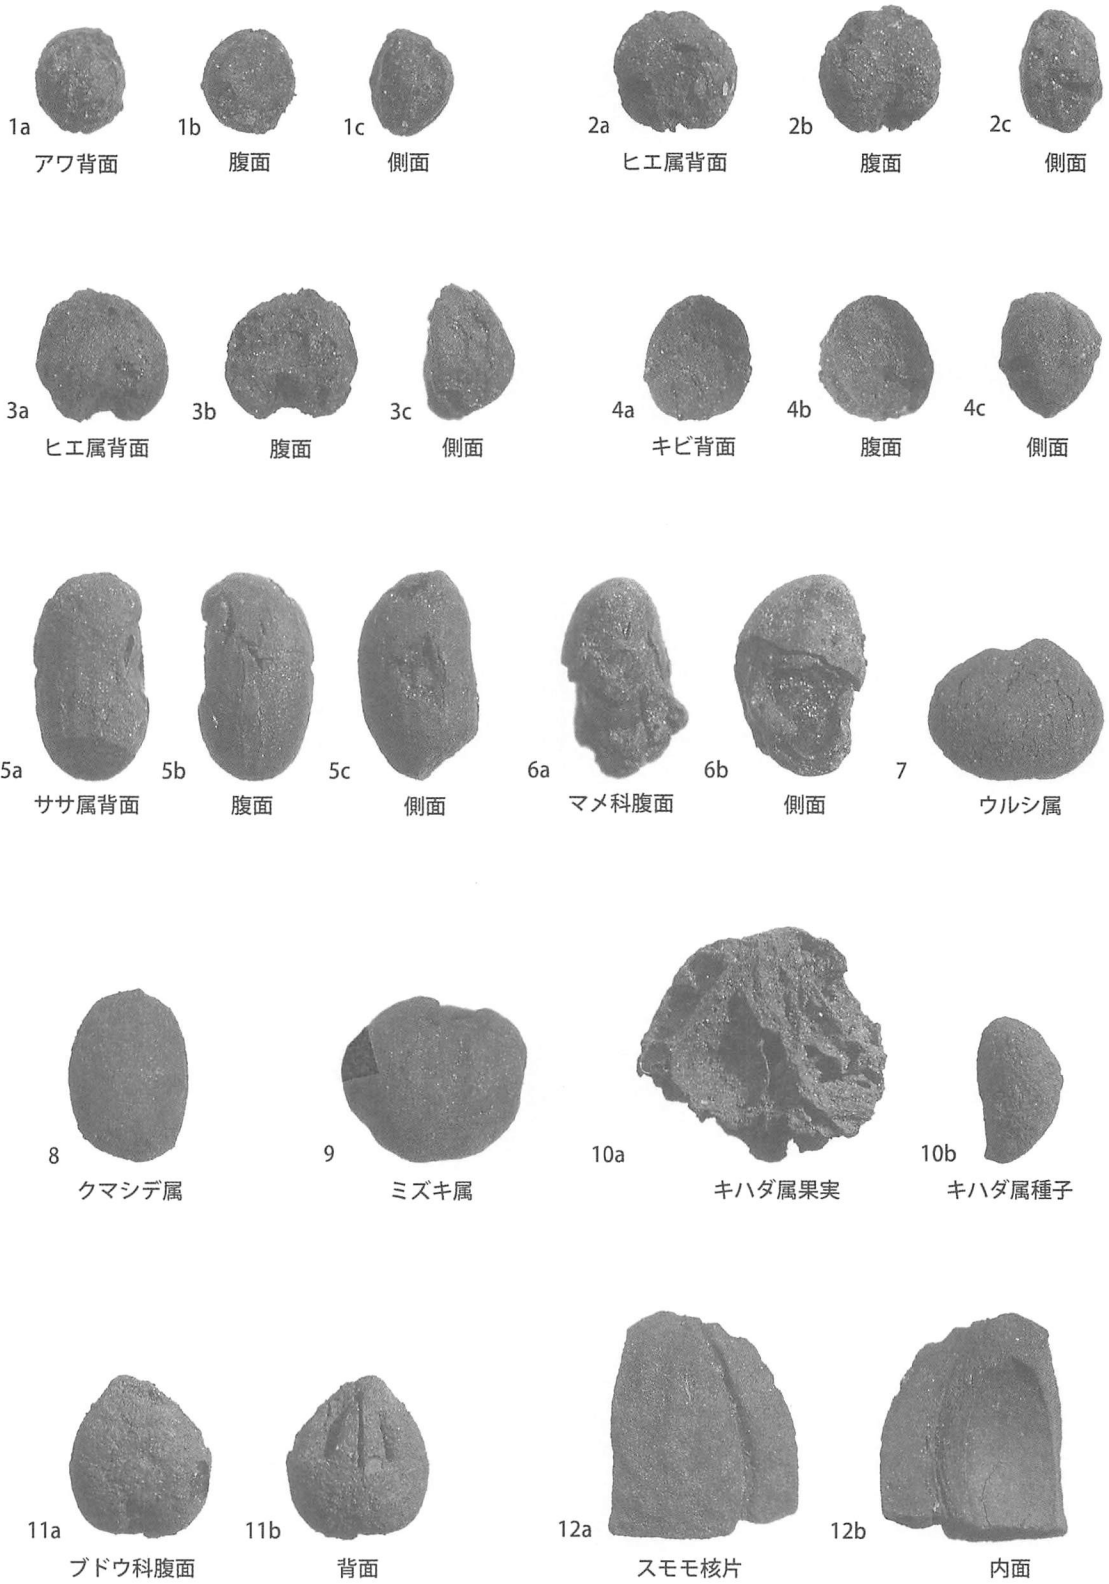 1a
アワ背面
1b
腹面
1c
側面
2a
ヒエ属背面
2b
腹面
2c
側面
3a
ヒエ属背面
3b
腹面
3c
側面
4a
キビ背面
4b
腹面
4c
側面
5a
ササ属背面
5b
腹面
5c
側面
6a
マメ科腹面
6b
側面
7
ウルシ属
8
クマシデ属
9
ミズキ属
10a
キハダ属果実
10b
キハダ属種子
11a
ブドウ科腹面
11b
背面
12a
スモモ核片
12b
内面